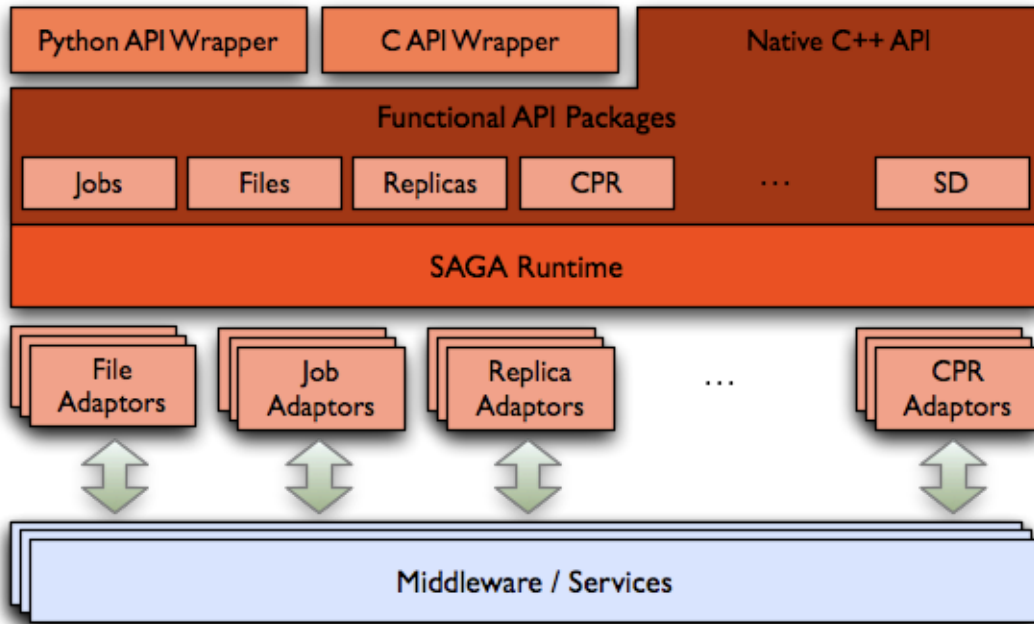 Python API Wrapper
C API Wrapper
Native C++ API
Functional API Packages
Jobs
Files
Replicas
CPR
...
SD
SAGA Runtime
File
Adaptors
Job
Adaptors
Replica
Adaptors
...
CPR
Adaptors
Middleware / Services